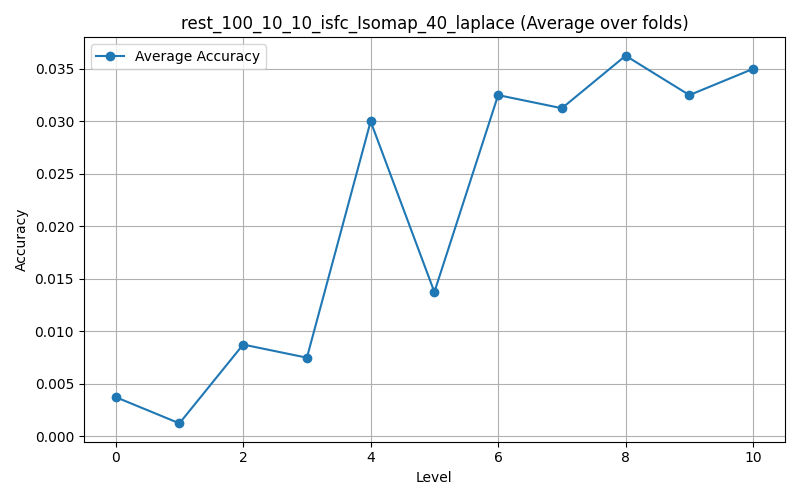 rest_100_10_10_isfc_Isomap_40_laplace (Average over folds)
Average Accuracy
0.035
0.030
0.025
0.020
0.015
0.010
0.005
0.000
Accuracy
0 2 4 6 8 10
Level